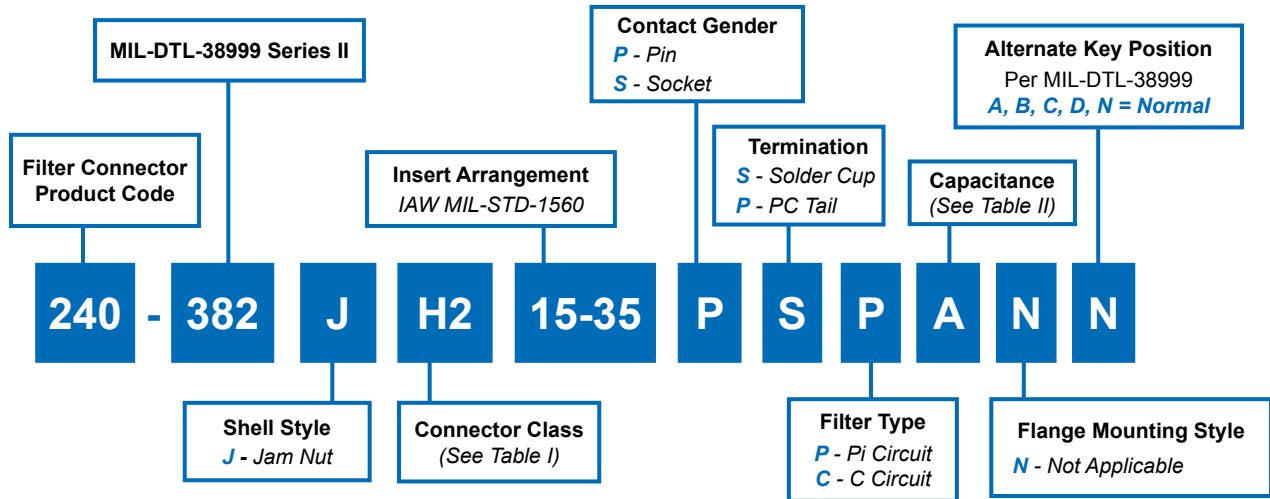 MIL-DTL-38999 Series II
Contact Gender
P - Pin
S - Socket
Alternate Key Position
Per MIL-DTL-38999
A, B, C, D, N = Normal
Filter Connector
Product Code
Insert Arrangement
IAW MIL-STD-1560
Termination
S - Solder Cup
P - PC Tail
Capacitance
(See Table II)
240 - 382 J H2 15-35 P S P A N N
Shell Style
J - Jam Nut
Connector Class
(See Table I)
Filter Type
P - Pi Circuit
C - C Circuit
Flange Mounting Style
N - Not Applicable